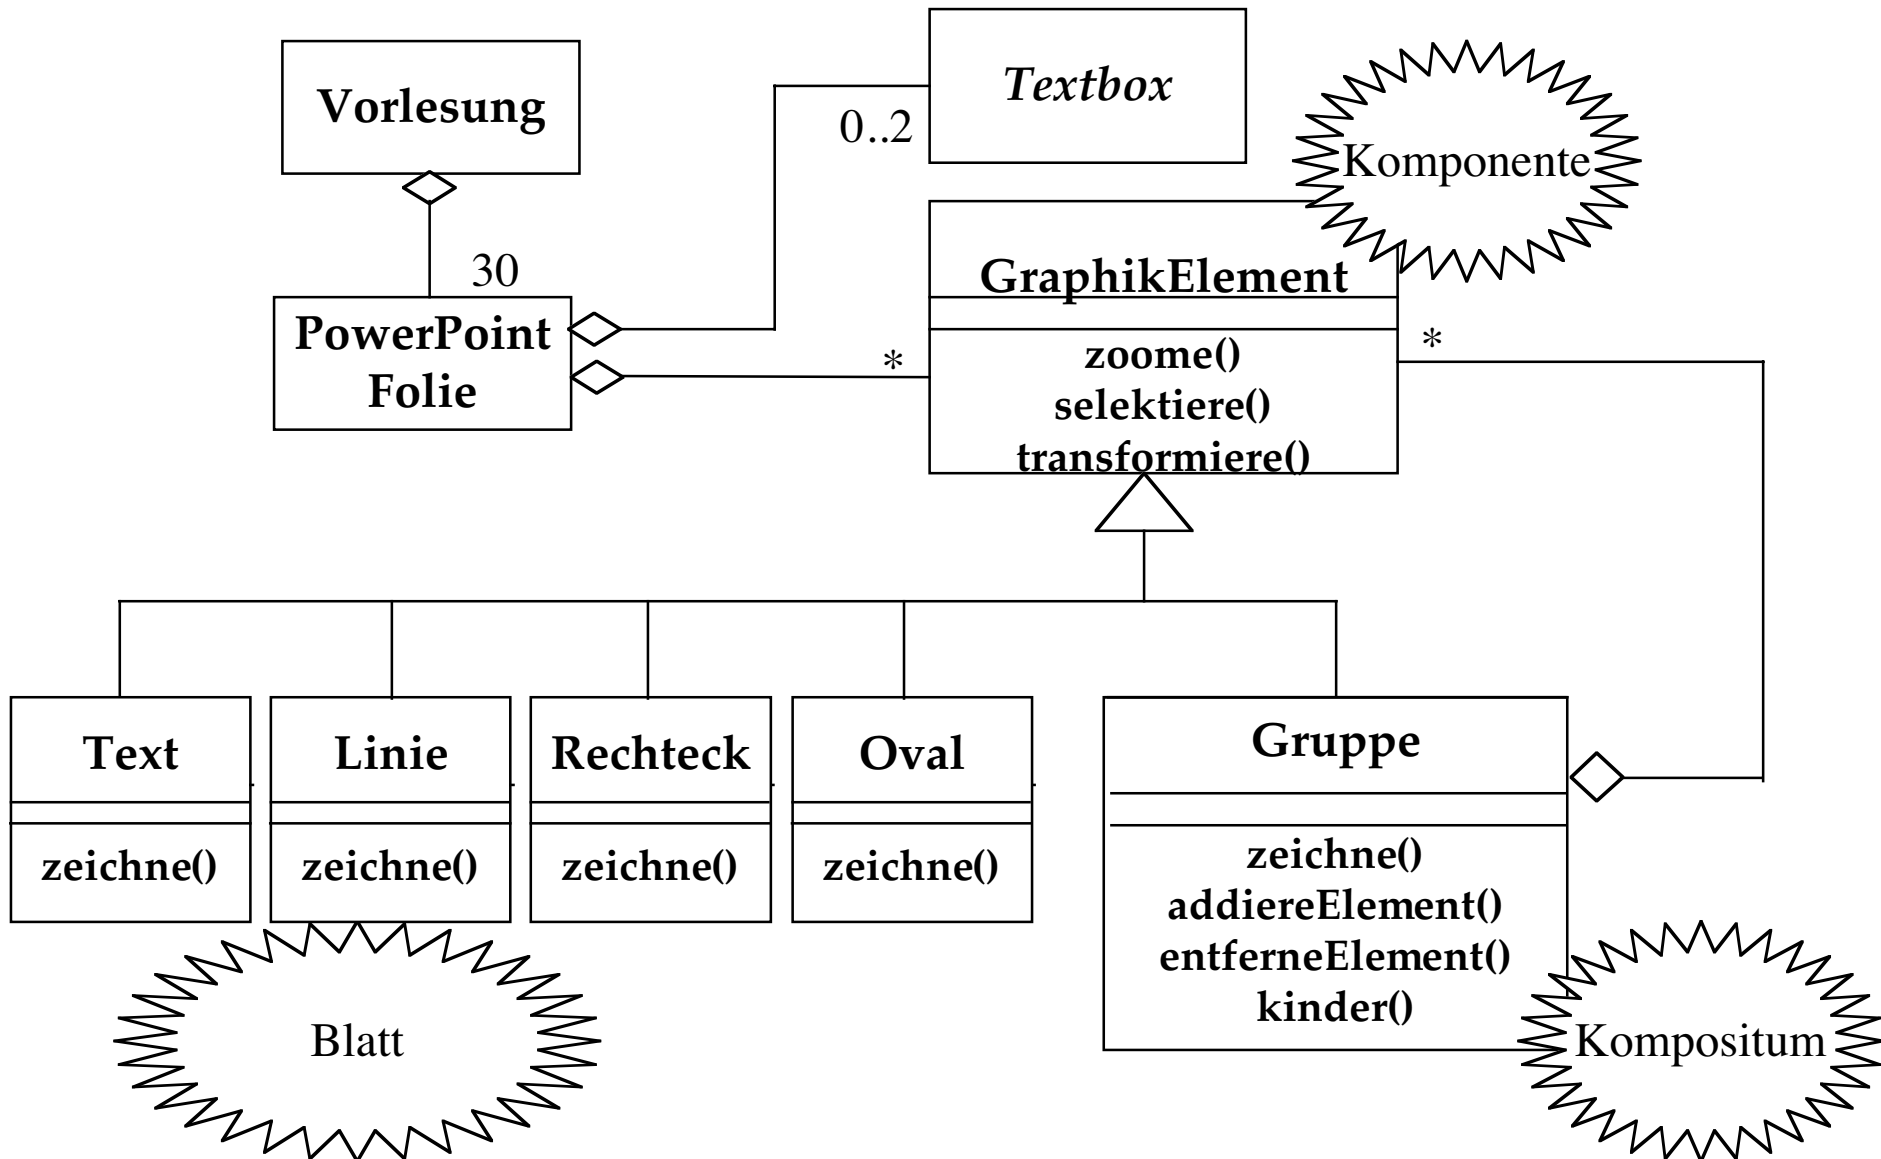 Vorlesung
Textbox
0..2
Komponente
30
PowerPoint
Folie
GraphikElement
*
zoome()
selektiere()
transformiere()
*
Text
zeichne()
Linie
zeichne()
Rechteck
zeichne()
Oval
zeichne()
Gruppe
zeichne()
addiereElement()
entferneElement()
kinder()
Blatt
Kompositum